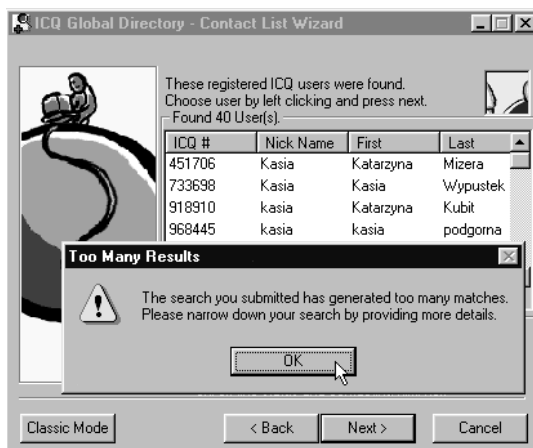 ICQ Global Directory - Contact List Wizard
These registered ICQ users were found.
Choose user by left clicking and press next.
Found 40 User(s).
ICQ # Nick Name First Last
451706 Kasia Katarzyna Mizera
733698 Kasia Kasia Wypustek
918910 kasia Katarzyna Kubit
968445 kasia kasia podgorna
Too Many Results
The search you submitted has generated too many matches.
Please narrow down your search by providing more details.
OK
Classic Mode < Back Next > Cancel